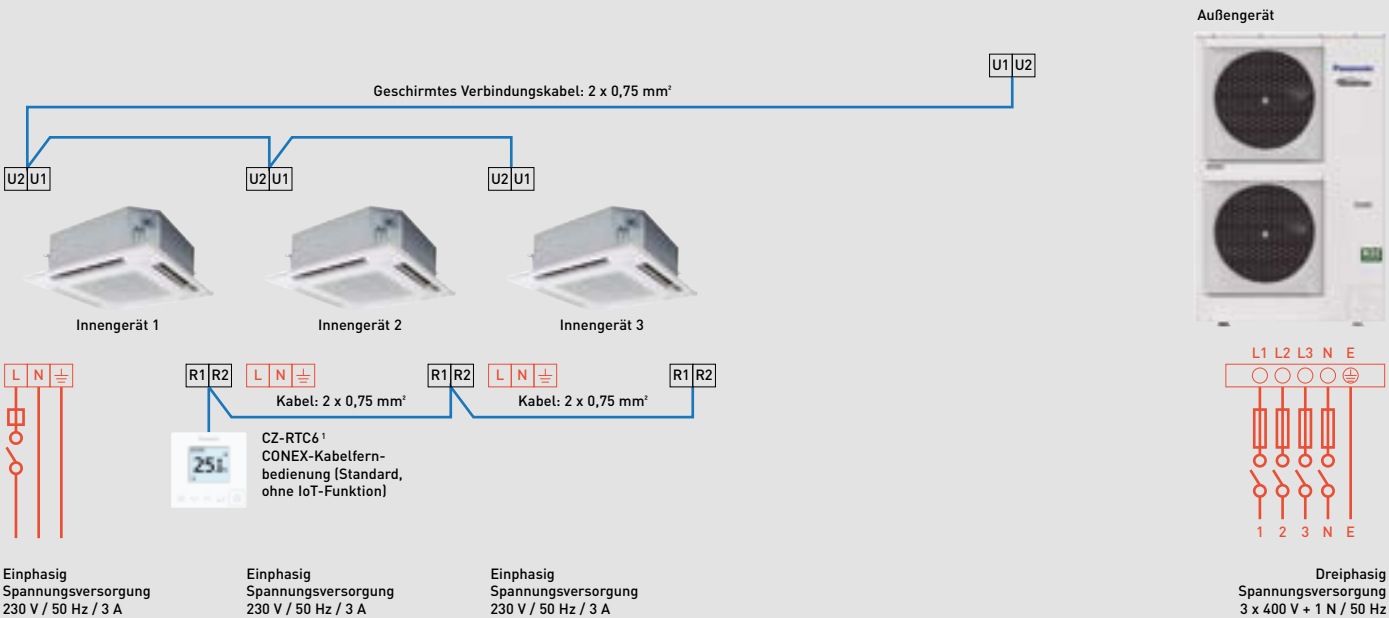 Außengerät
Panasonic
U1 U2
Geschirmtes Verbindungskabel: 2 x 0,75 mm²
U2 U1
U2 U1
U2 U1
R32
Innengerät 1
Innengerät 2
Innengerät 3
L N
R1 R2
L N
R1 R2
L N
R1 R2
L1 L2 L3 N E
Kabel: 2 x 0,75 mm²
Kabel: 2 x 0,75 mm²
CZ-RTC6 ¹
CONEX-Kabelfern-
bedienung (Standard,
ohne IoT-Funktion)
1 2 3 N E
Einphasig
Spannungsversorgung
230 V / 50 Hz / 3 A
Einphasig
Spannungsversorgung
230 V / 50 Hz / 3 A
Einphasig
Spannungsversorgung
230 V / 50 Hz / 3 A
Dreiphasig
Spannungsversorgung
3 x 400 V + 1 N / 50 Hz